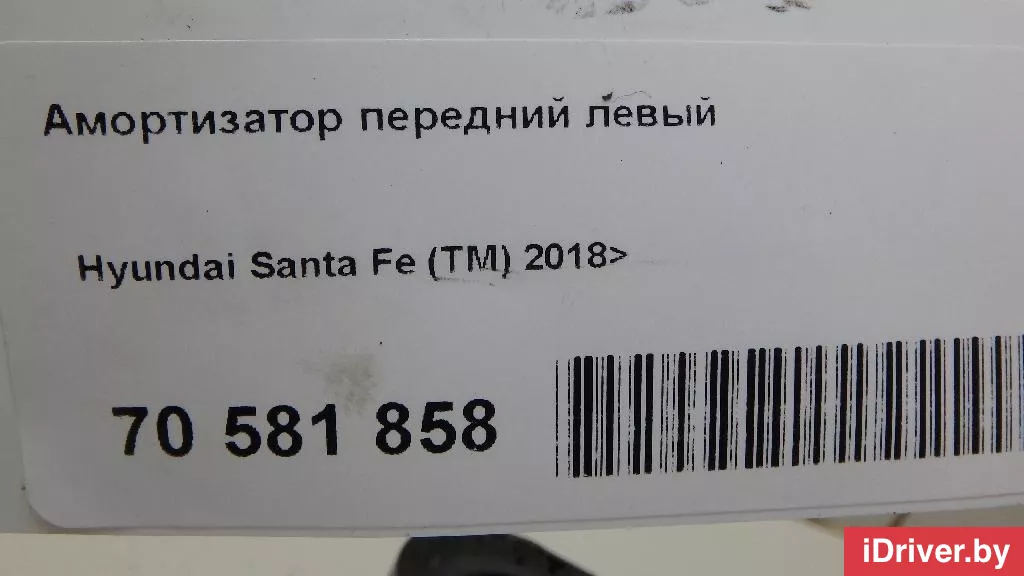 Амортизатор передний левый
Hyundai Santa Fe (TM) 2018>
70 581 858
iDriver.by